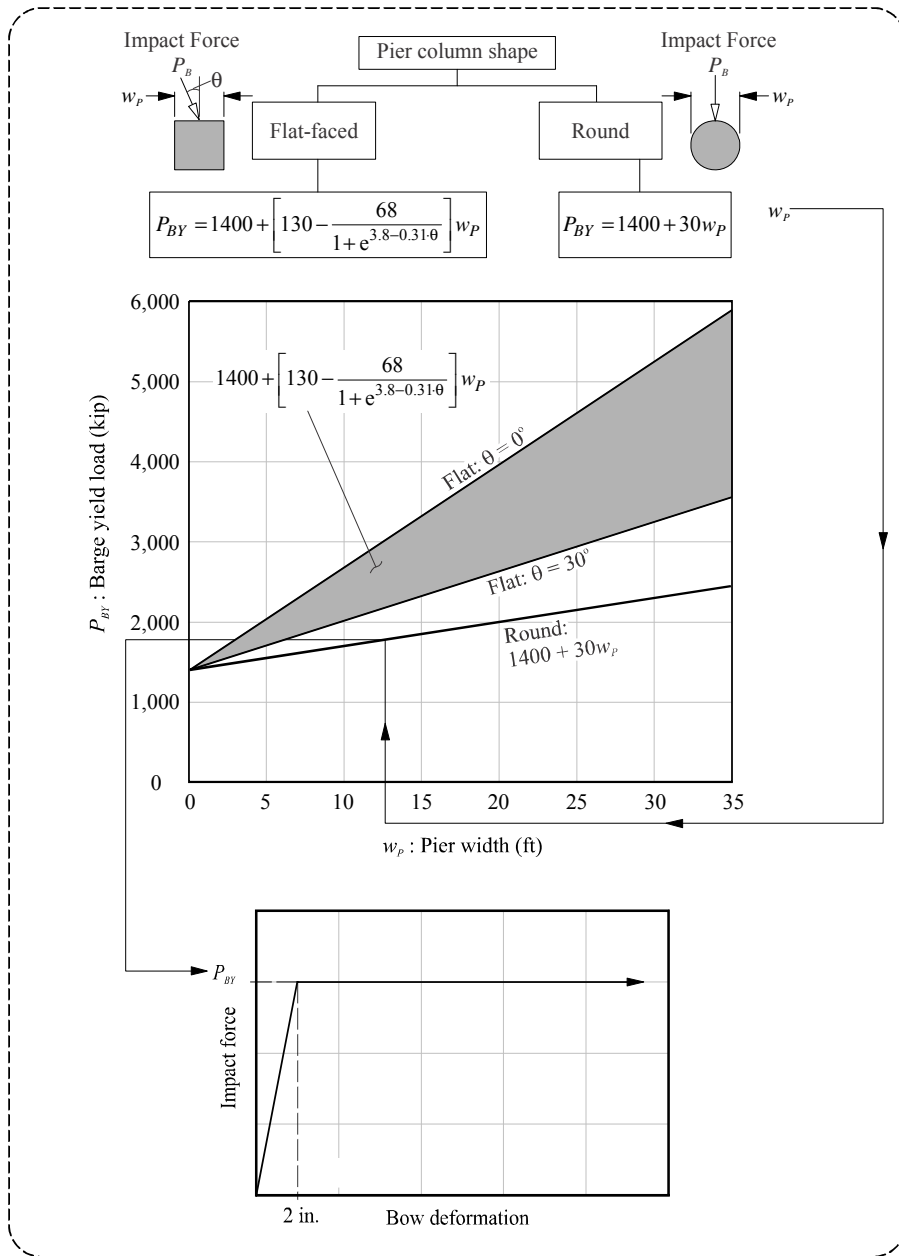 Impact Force
P_B
θ
w_P
Pier column shape
Flat-faced
Round
Impact Force
P_B
w_P
P_BY = 1400 + [130 − 68 / (1 + e^(3.8−0.31·θ))] w_P
P_BY = 1400 + 30w_P
w_P
6,000
5,000
4,000
3,000
2,000
1,000
0
P_BY : Barge yield load (kip)
1400 + [130 − 68 / (1 + e^(3.8−0.31·θ))] w_P
Flat: θ = 0°
Flat: θ = 30°
Round:
1400 + 30w_P
0 5 10 15 20 25 30 35
w_P : Pier width (ft)
P_BY
Impact force
2 in.
Bow deformation